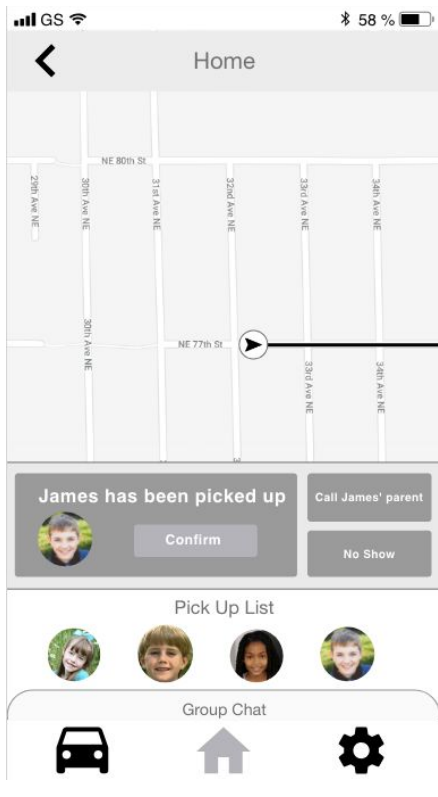 GS
58 %
Home
NE 80th St
29th Ave NE
30th Ave NE
31st Ave NE
32nd Ave NE
33rd Ave NE
34th Ave NE
30th Ave NE
NE 77th St
33rd Ave NE
34th Ave NE
James has been picked up
Confirm
Call James' parent
No Show
Pick Up List
Group Chat